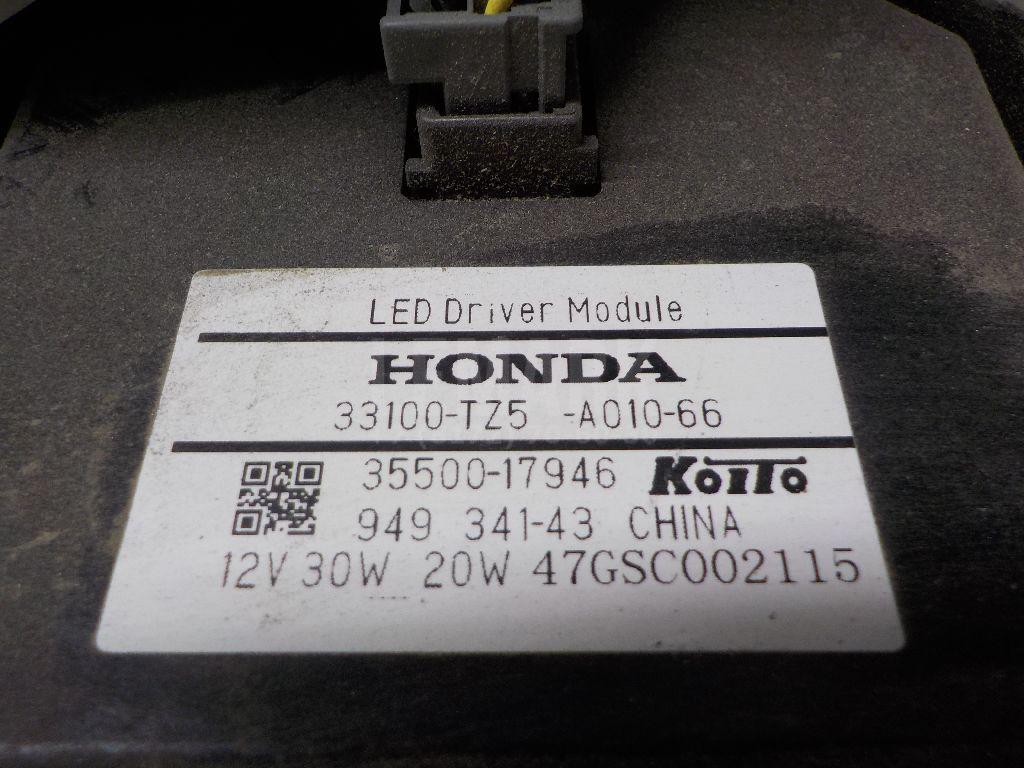 LED Driver Module
HONDA
33100-TZ5 -A010-66
35500-17946 KoiTo
949 341-43 CHINA
12V 30W 20W 47GSC002115